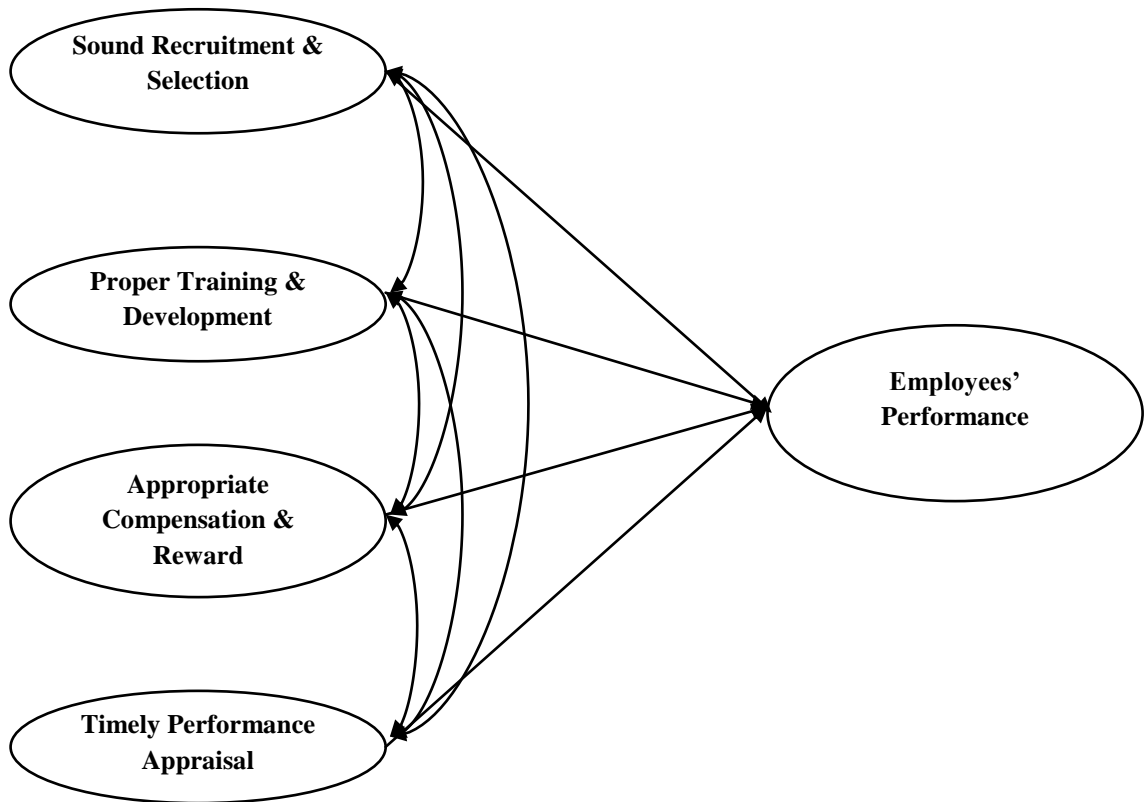 Sound Recruitment &
Selection
Proper Training &
Development
Appropriate
Compensation &
Reward
Timely Performance
Appraisal
Employees’
Performance